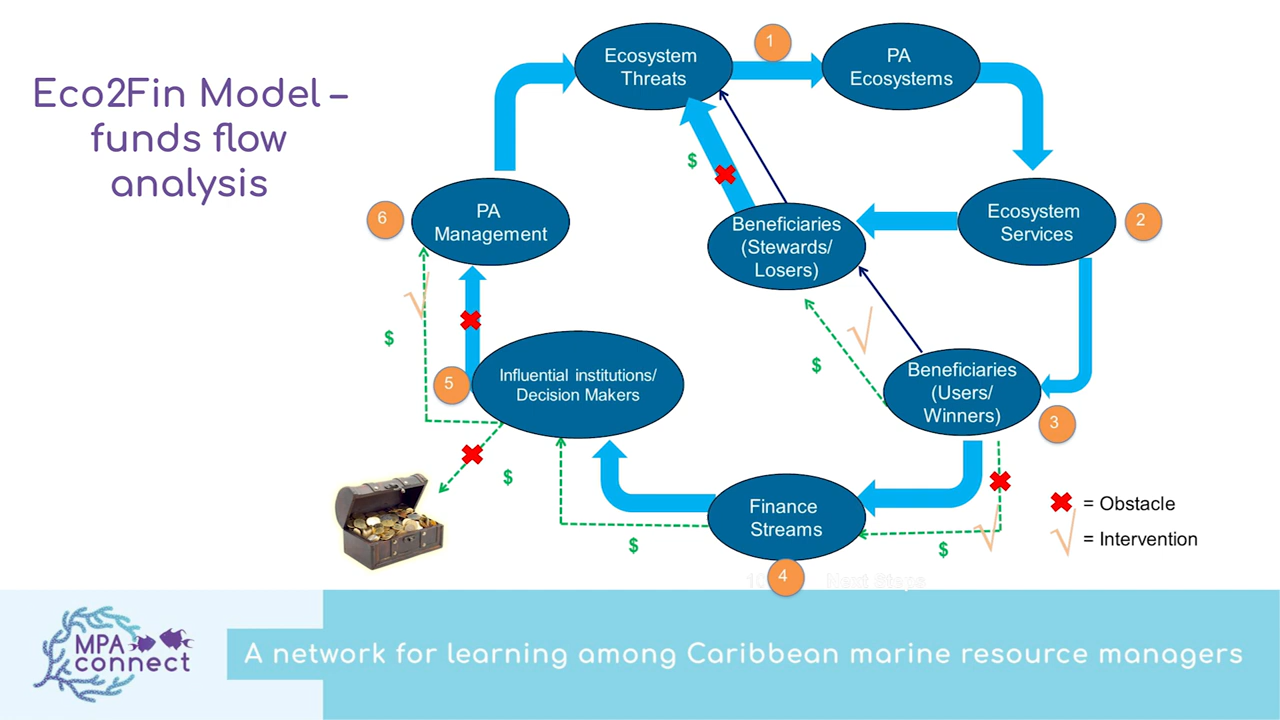 Eco2Fin Model –
funds flow
analysis
Ecosystem
Threats
1
PA
Ecosystems
$
6
PA
Management
Beneficiaries
(Stewards/
Losers)
Ecosystem
Services
2
√
$
√
$
5
Influential institutions/
Decision Makers
Beneficiaries
(Users/
Winners)
3
$
Finance
Streams
$
√
$
4
= Obstacle
√ = Intervention
Next Steps
MPA
connect
A network for learning among Caribbean marine resource managers